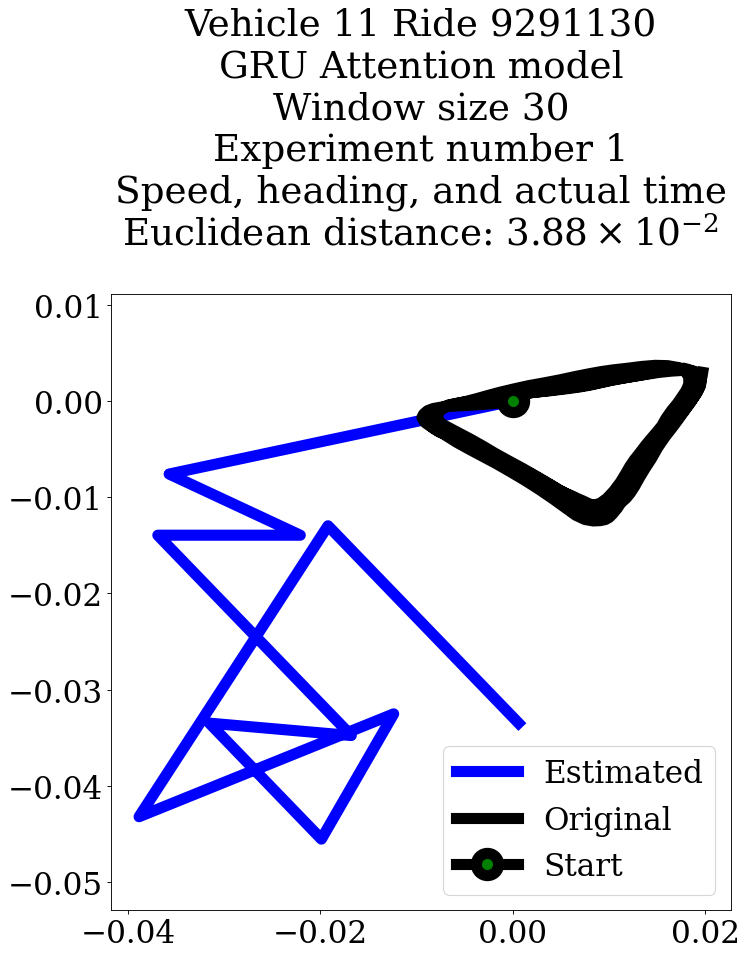 Vehicle 11 Ride 9291130
GRU Attention model
Window size 30
Experiment number 1
Speed, heading, and actual time
Euclidean distance: 3.88 × 10⁻²
0.01
0.00
−0.01
−0.02
−0.03
−0.04
−0.05
−0.04 −0.02 0.00 0.02
Estimated
Original
Start